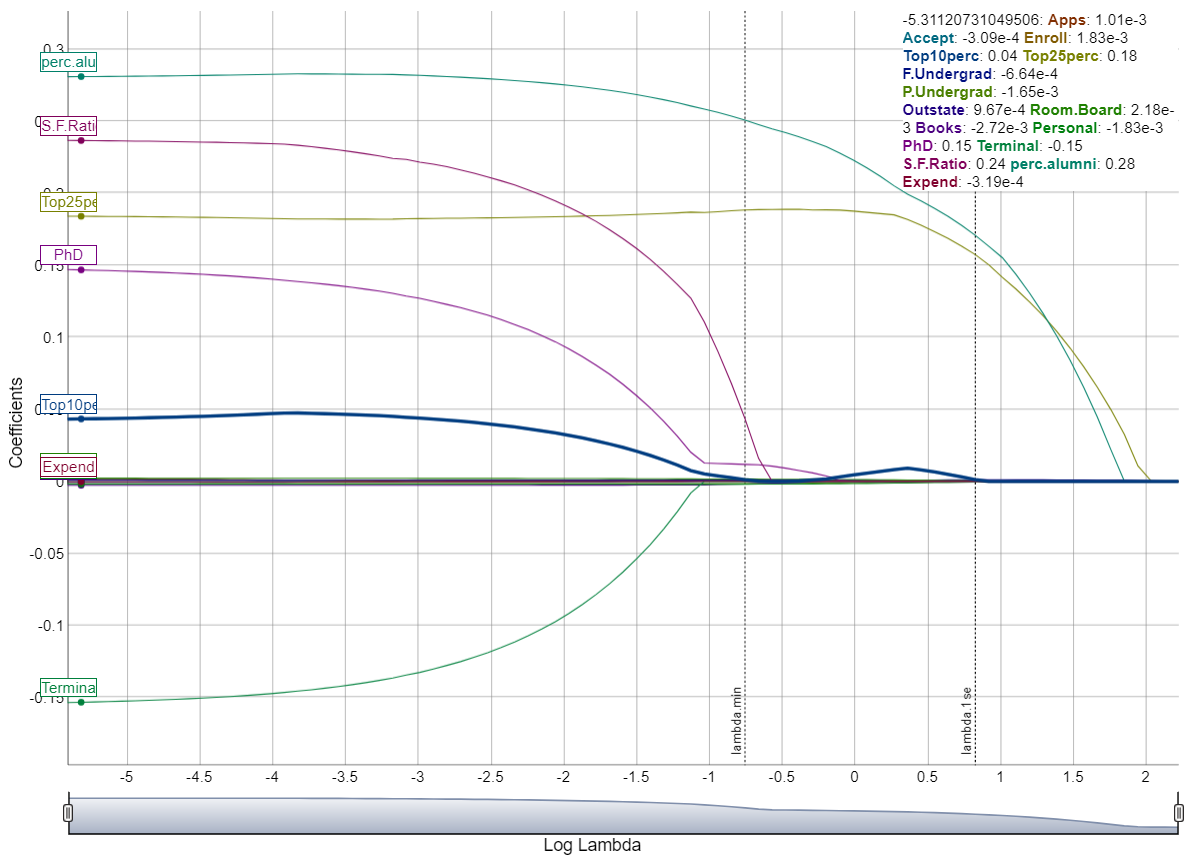 -5.31120731049506: Apps: 1.01e-3
Accept: -3.09e-4 Enroll: 1.83e-3
Top10perc: 0.04 Top25perc: 0.18
F.Undergrad: -6.64e-4
P.Undergrad: -1.65e-3
Outstate: 9.67e-4 Room.Board: 2.18e-
3 Books: -2.72e-3 Personal: -1.83e-3
PhD: 0.15 Terminal: -0.15
S.F.Ratio: 0.24 perc.alumni: 0.28
Expend: -3.19e-4
0.3
perc.alu
S.F.Rati
0.2
Top25pe
PhD
0.15
0.1
Top10pe
Expend
0
-0.05
-0.1
Termina
-0.15
Coefficients
lambda.min
lambda.1se
-5
-4.5
-4
-3.5
-3
-2.5
-2
-1.5
-1
-0.5
0
0.5
1
1.5
2
Log Lambda